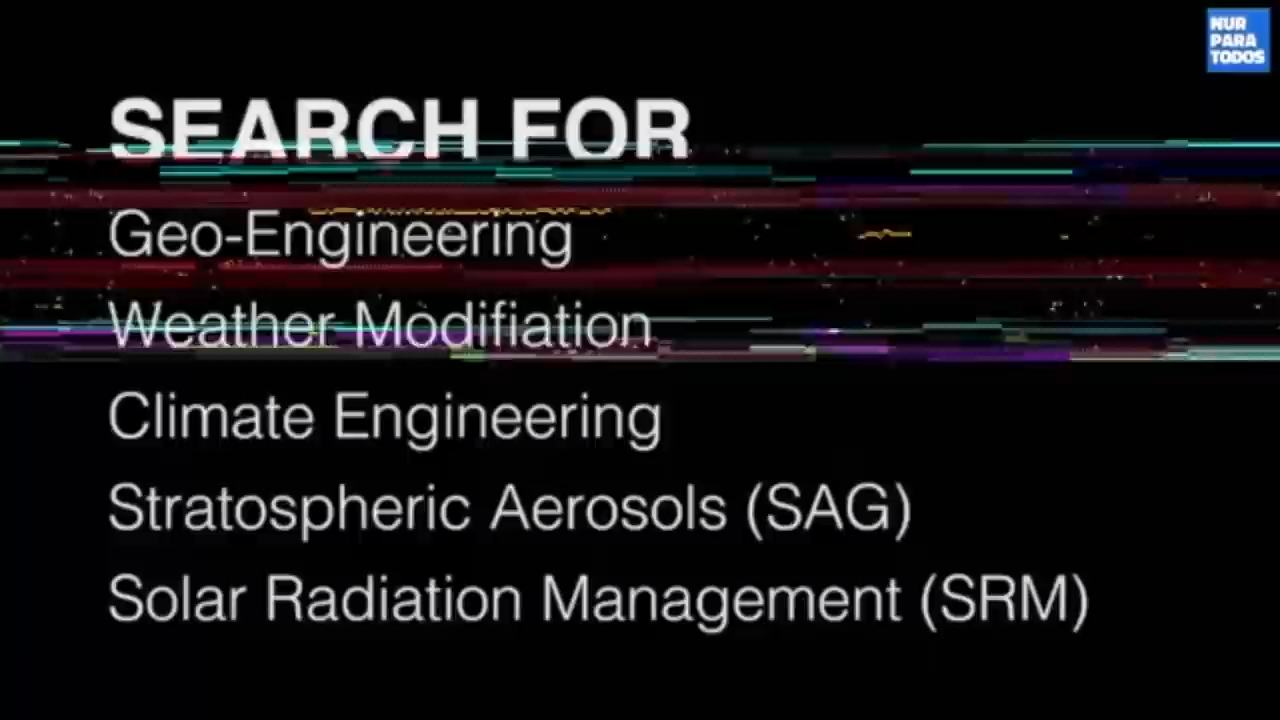 NUR
PARA
TODOS
SEARCH FOR
Geo-Engineering
Weather Modifiation
Climate Engineering
Stratospheric Aerosols (SAG)
Solar Radiation Management (SRM)